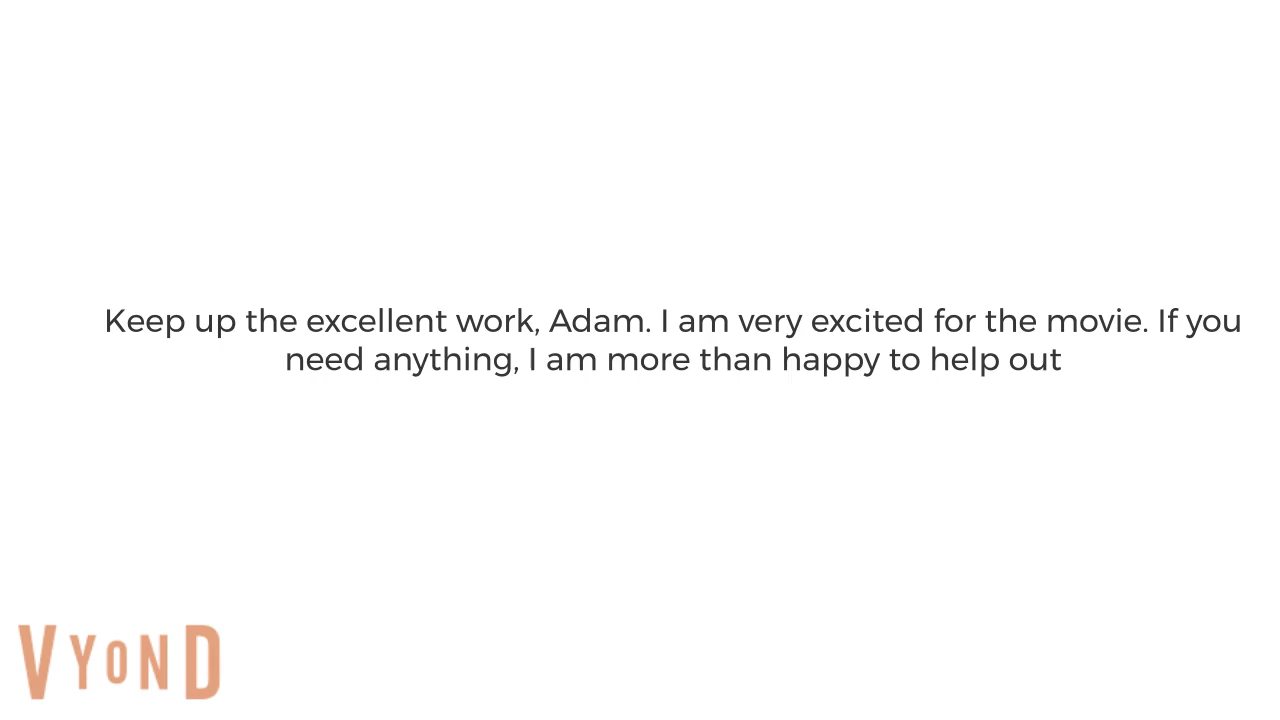 Keep up the excellent work, Adam. I am very excited for the movie. If you
need anything, I am more than happy to help out
VYOND